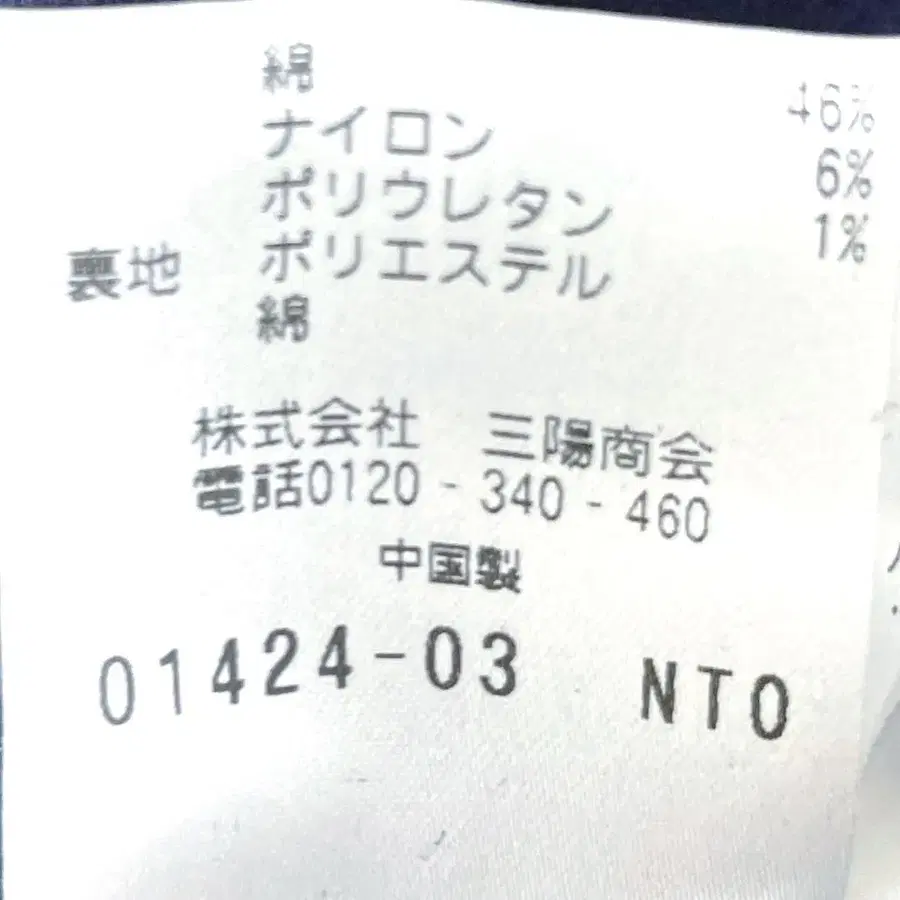 綿 46%
ナイロン 6%
ポリウレタン 1%
裏地 ポリエステル
綿
株式会社 三陽商会
電話0120-340-460
中国製
01424-03 NTO